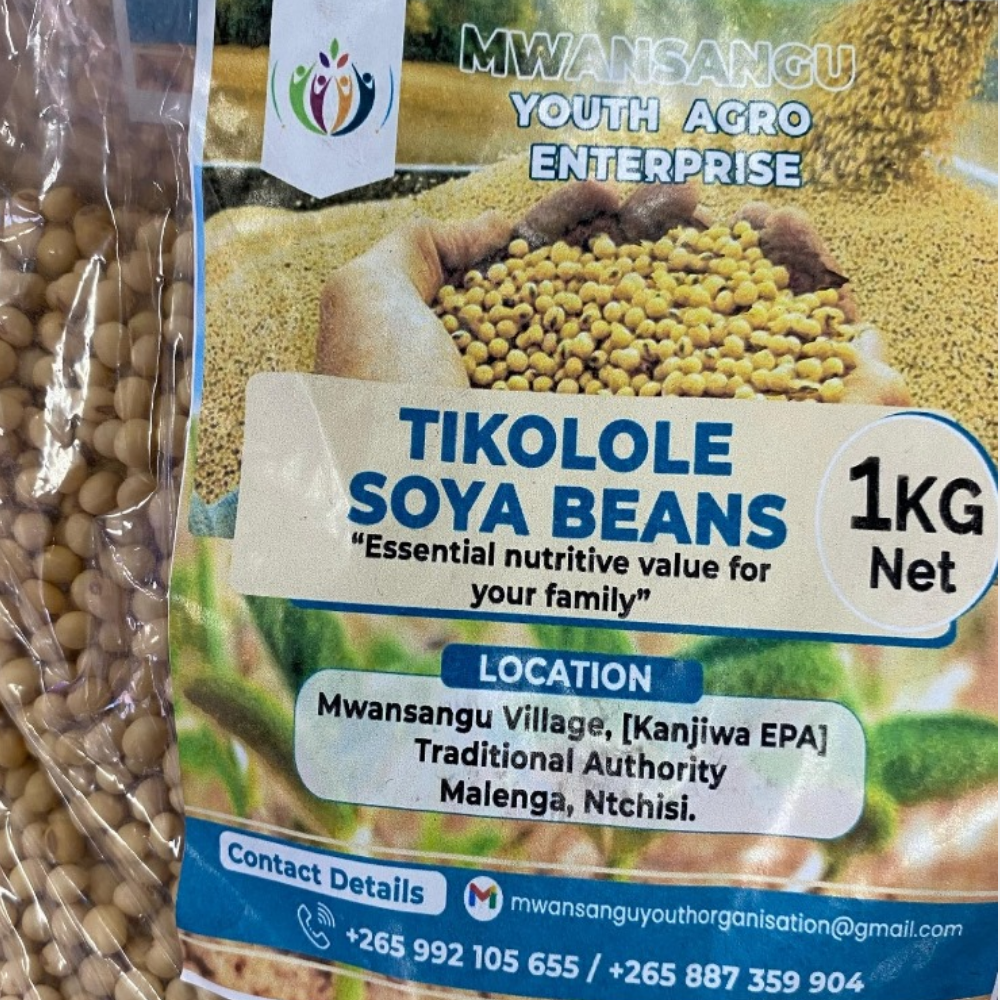 MWANSANGU
YOUTH AGRO
ENTERPRISE
TIKOLOLE
SOYA BEANS
“Essential nutritive value for
your family”
1KG
Net
LOCATION
Mwansangu Village, [Kanjiwa EPA]
Traditional Authority
Malenga, Ntchisi.
Contact Details
mwansanguyouthorganisation@gmail.com
+265 992 105 655 / +265 887 359 904